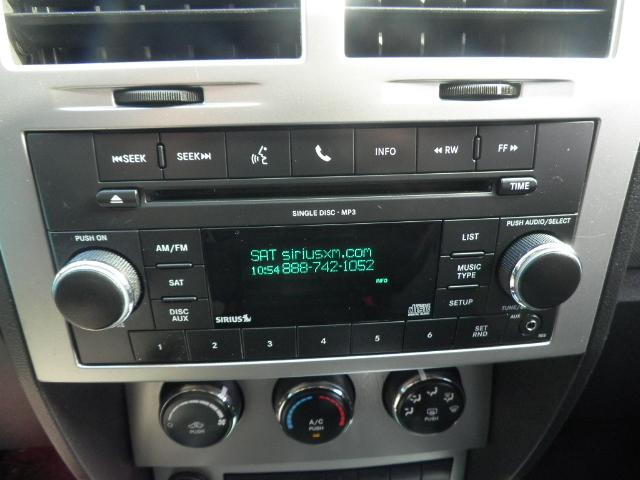 SEEK
SEEK
INFO
RW
FF
TIME
SINGLE DISC • MP3
PUSH ON
AM/FM
SAT
DISC
AUX
SAT siriusxm.com
10:54 888-742-1052
INFO
SIRIUS
disc
LIST
MUSIC
TYPE
SETUP
PUSH AUDIO/SELECT
AUX
1
2
3
4
5
6
SET
RND
PUSH
A/C
PUSH
PUSH